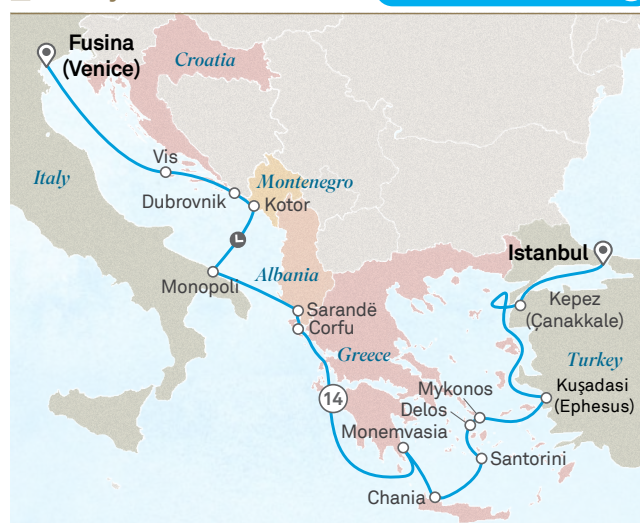 Fusina
(Venice)
Croatia
Italy
Vis
Dubrovnik
Montenegro
Kotor
Monopoli
Albania
Istanbul
Sarandë
Corfu
Kepez
(Çanakkale)
Greece
Turkey
14
Mykonos
Kuşadasi
(Ephesus)
Delos
Monemvasia
Santorini
Chania